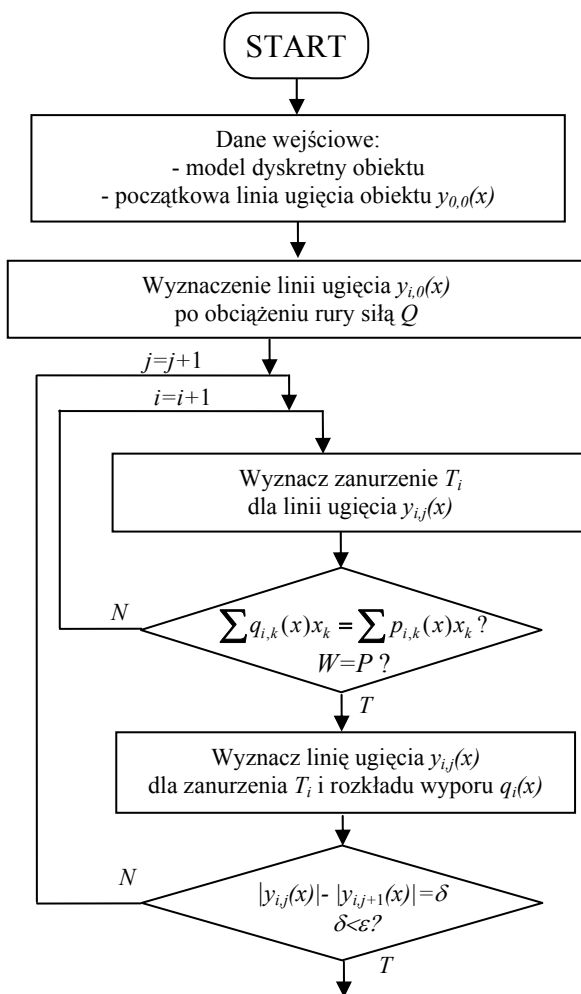 START
Dane wejściowe:
- model dyskretny obiektu
- początkowa linia ugięcia obiektu y0,0(x)
Wyznaczenie linii ugięcia yi,0(x)
po obciążeniu rury siłą Q
j=j+1
i=i+1
Wyznacz zanurzenie Ti
dla linii ugięcia yi,j(x)
N
∑qi,k(x)xk = ∑pi,k(x)xk ?
W=P ?
T
Wyznacz linię ugięcia yi,j(x)
dla zanurzenia Ti i rozkładu wyporu qi(x)
N
|yi,j(x)|- |yi,j+1(x)|=δ
δ<ε?
T